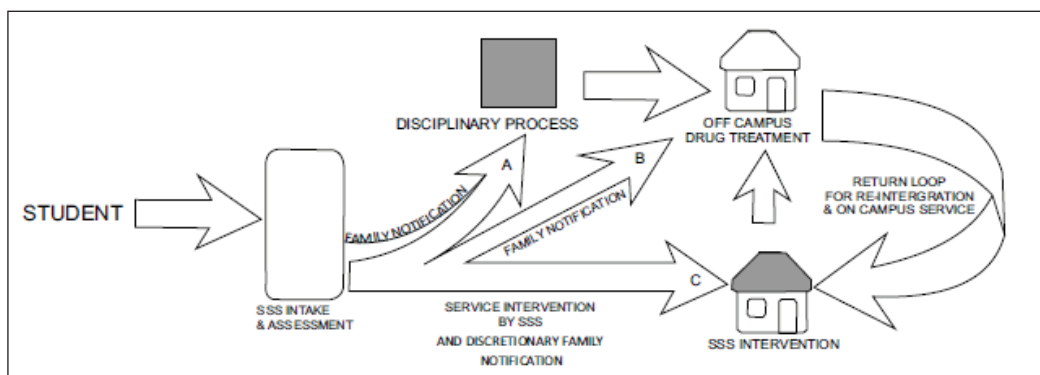 DISCIPLINARY PROCESS
OFF CAMPUS
DRUG TREATMENT
A
B
STUDENT
FAMILY NOTIFICATION
FAMILY NOTIFICATION
RETURN LOOP
FOR RE-INTERGRATION
& ON CAMPUS SERVICE
C
SSS INTAKE
& ASSESSMENT
SERVICE INTERVENTION
BY SSS
AND DISCRETIONARY FAMILY
NOTIFICATION
SSS INTERVENTION